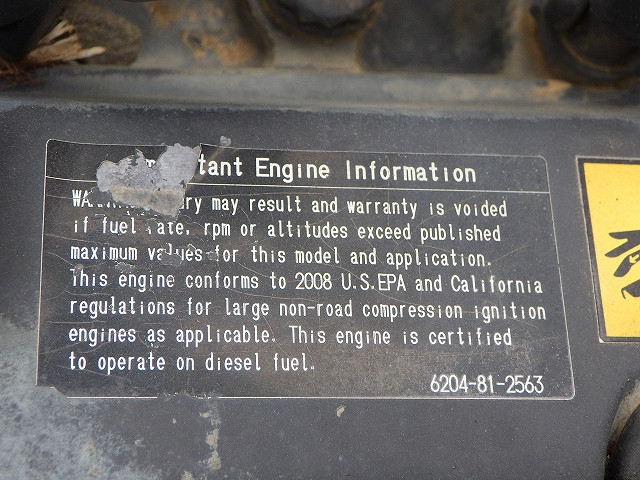 tant Engine Information
may result and warranty is voided
if fuel rpm or altitudes exceed published
maximum values for this model and application.
This engine conforms to 2008 U.S.EPA and California
regulations for large non-road compression ignition
engines as applicable. This engine is certified
to operate on diesel fuel.
6204-81-2563